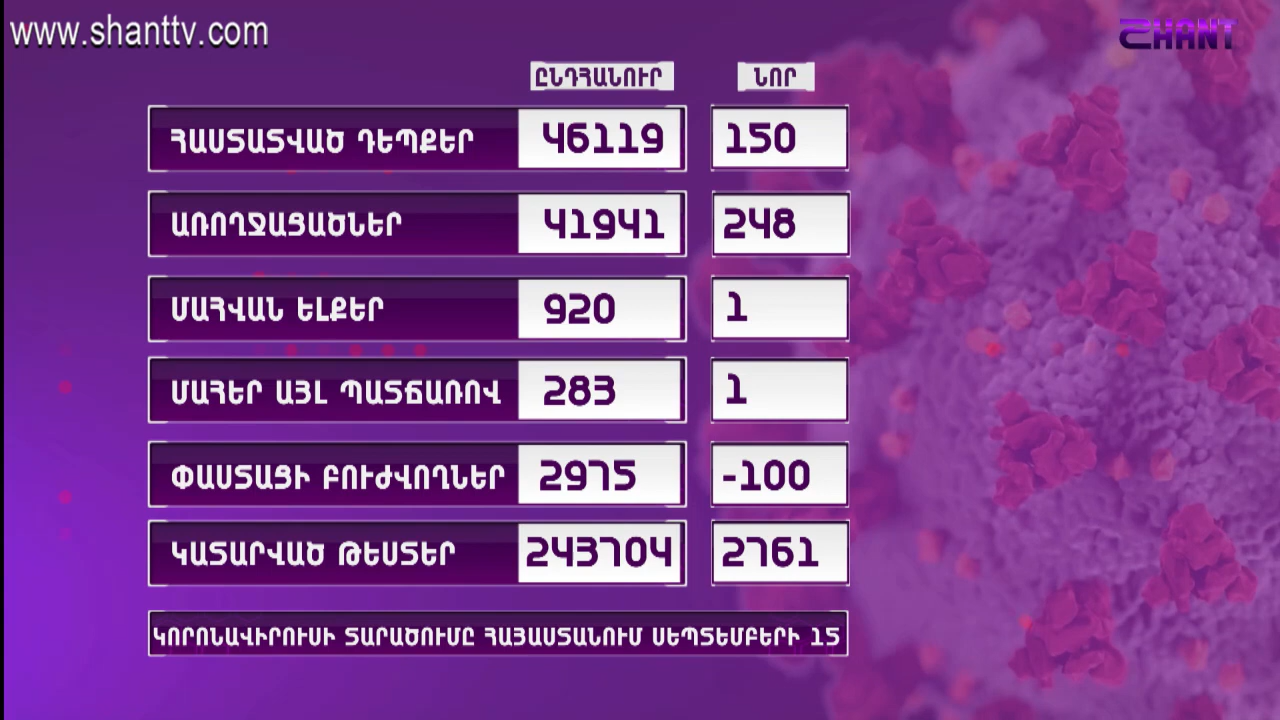 www.shanttv.com
SHANT
ԸՆԴՀԱՆՈՒՐ ՆՈՐ
ՀԱՍՏԱՏՎԱԾ ԴԵՊՔԵՐ 46119 150
ԱՌՈՂՋԱՑԱԾՆԵՐ 41941 248
ՄԱՀՎԱՆ ԵԼՔԵՐ 920 1
ՄԱՀԵՐ ԱՅԼ ՊԱՏՃԱՌՈՎ 283 1
ՓԱՍՏԱՑԻ ԲՈՒԺՎՈՂՆԵՐ 2975 -100
ԿԱՏԱՐՎԱԾ ԹԵՍՏԵՐ 243704 2761
ԿՈՐՈՆԱՎԻՐՈՒՍԻ ՏԱՐԱԾՈՒՄԸ ՀԱՅԱՍՏԱՆՈՒՄ ՍԵՊՏԵՄԲԵՐԻ 15